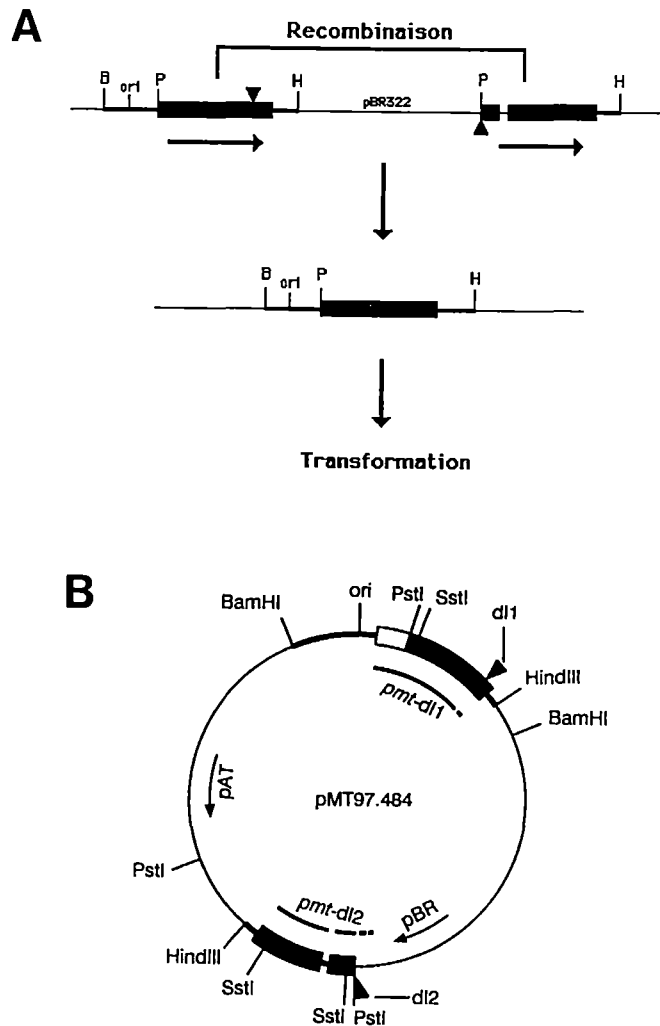 A
Recombinaison
B ori P H pBR322 P H
B ori P H
Transformation
B
BamHI ori PstI SstI dl1
HindIII
BamHI
pmt-dl1
pAT
pMT97.484
PstI
pmt-dl2 pBR
HindIII
SstI
SstI PstI dl2